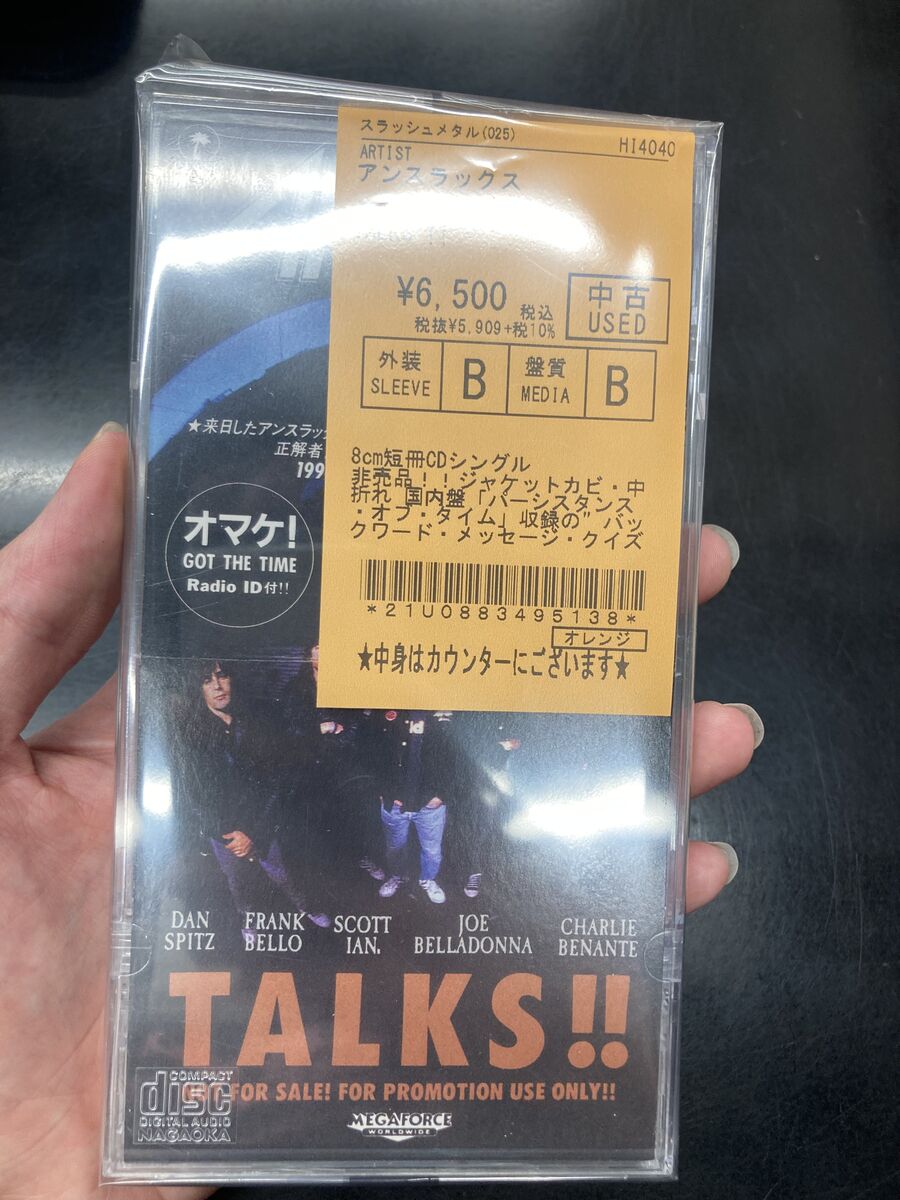 スラッシュメタル(025)
HI4040
ARTIST
アンスラックス
¥6,500 税込
税抜¥5,909+税10%
中古
USED
外装
SLEEVE
B
盤質
MEDIA
B
8cm短冊CDシングル
非売品!!ジャケットカビ・中
折れ 国内盤「パーシスタンス
・オブ・タイム」収録の" バッ
クワード・メッセージ・クイズ
*21U0883495138*
オレンジ
★中身はカウンターにございます★
★来日したアンスラッ
正解者
199
オマケ!
GOT THE TIME
Radio ID付!!
DAN
SPITZ
FRANK
BELLO
SCOTT
IAN.
JOE
BELLADONNA
CHARLIE
BENANTE
TALKS!!
FOR SALE! FOR PROMOTION USE ONLY!!
COMPACT
disc
DIGITAL AUDIO
NAGAOKA
MEGAFORCE
WORLDWIDE